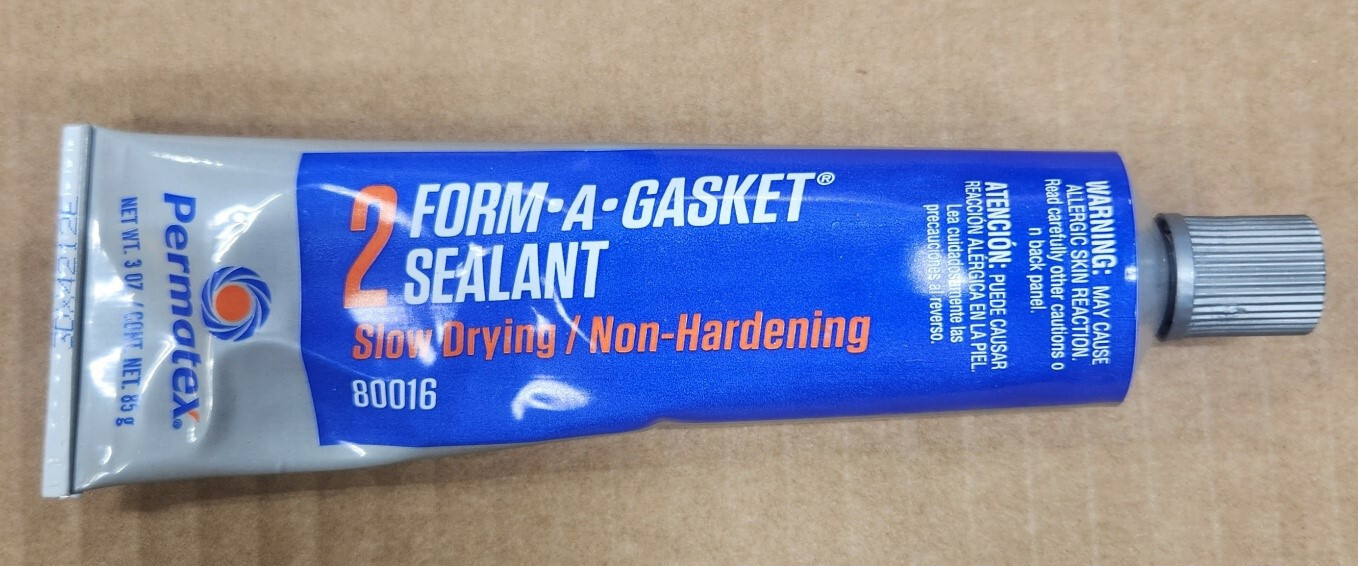 2 FORM·A·GASKET®
SEALANT
Slow Drying / Non-Hardening
80016
Permatex®
NET WT. 3 OZ / CONT. NET. 85 g
WARNING: MAY CAUSE
ALLERGIC SKIN REACTION.
Read carefully other cautions o
n back panel.
ATENCIÓN: PUEDE CAUSAR
REACCIÓN ALÉRGICA EN LA PIEL.
Lea cuidadosamente las
precauciones al reverso.